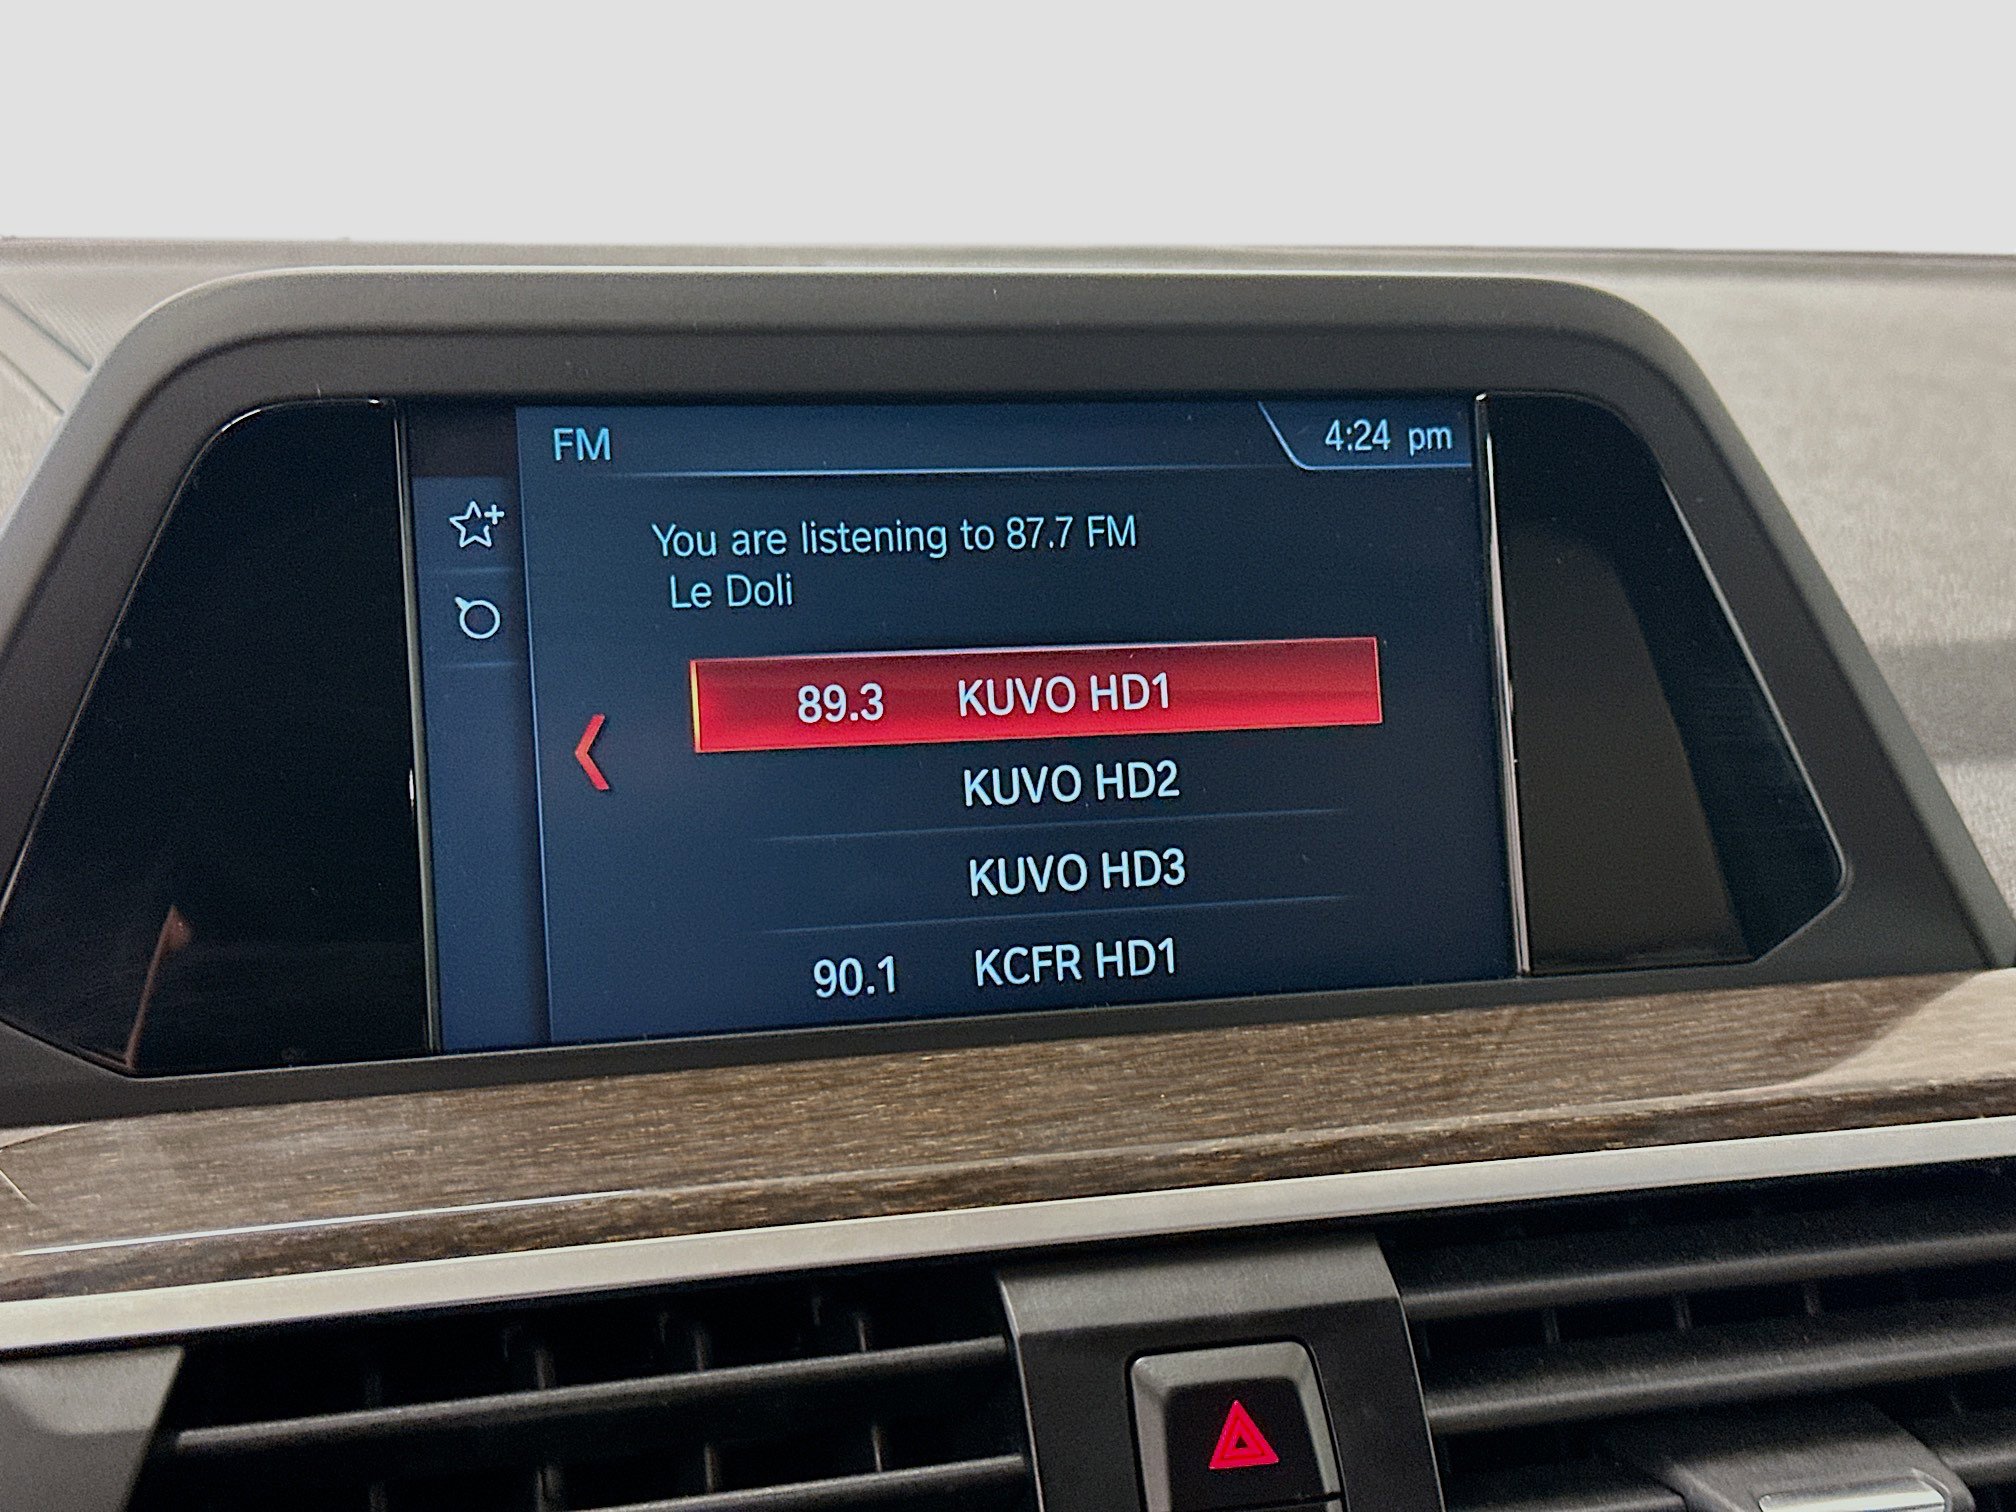 FM
4:24 pm
You are listening to 87.7 FM
Le Doli
89.3 KUVO HD1
KUVO HD2
KUVO HD3
90.1 KCFR HD1